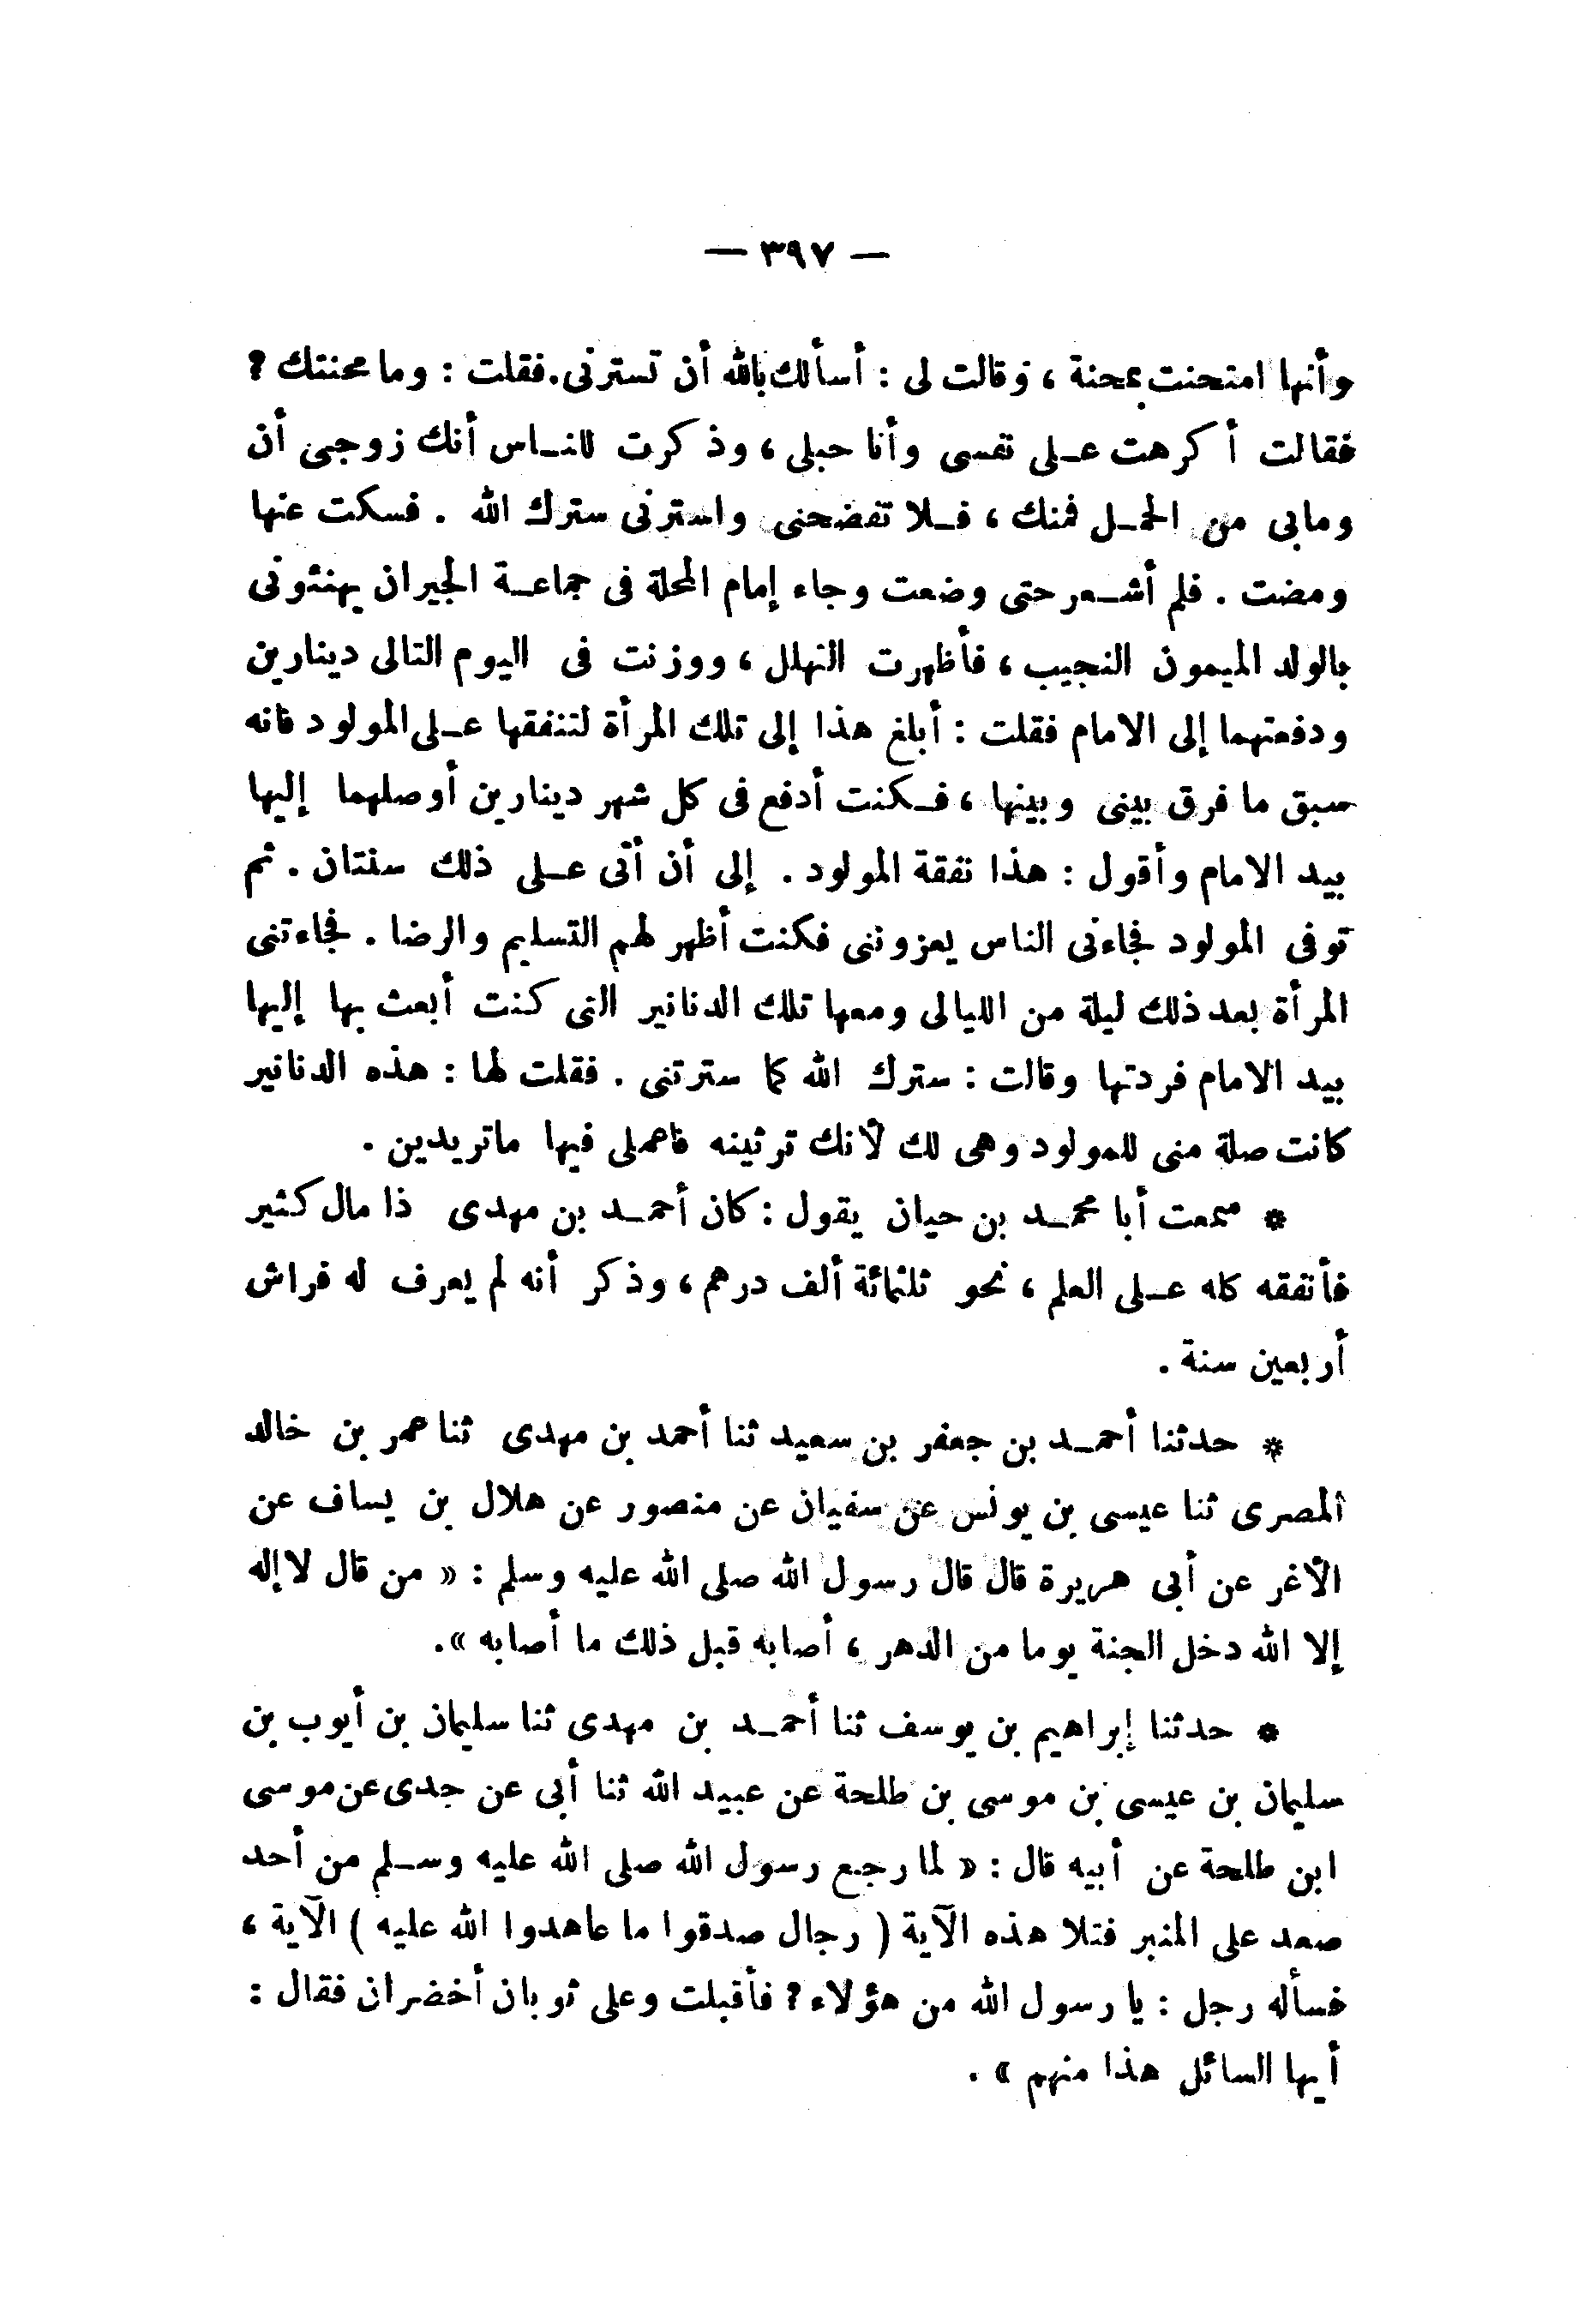 — ٣٩٧ —
وأنها امتحنت بمحنة ، وقالت لى : أسألك بالله أن تسترنى. فقلت : وما محنتك ؟
فقالت أكرهت على نفسى وأنا حبلى ، وذكرت للناس أنك زوجى أن
ومابى من الحمل فمنك ، فلا تفضحنى واسترنى سترك الله . فسكت عنها
ومضت . فلم أشعر حتى وضعت وجاء إمام المحلة فى جماعة الجيران يهنئونى
بالولد الميمون النجيب ، فأظهرت التهلل ، ووزنت فى اليوم التالى دينارين
ودفعتهما إلى الامام فقلت : أبلغ هذا إلى تلك المرأة لتنفقها على المولود فانه
سبق ما فرق بينى وبينها ، فكنت أدفع فى كل شهر دينارين أوصلهما إليها
بيد الامام وأقول : هذا نفقة المولود . إلى أن أتى على ذلك سنتان . ثم
توفى المولود فجاءنى الناس يعزوننى فكنت أظهر لهم التسليم والرضا . فجاءتنى
المرأة بعد ذلك ليلة من الليالى ومعها تلك الدنانير التى كنت أبعث بها إليها
بيد الامام فردتها وقالت : سترك الله كما سترتنى . فقلت لها : هذه الدنانير
كانت صلة منى للمولود وهى لك لأنك ترثينه فاعملى فيها ماتريدين .
* سمعت أبا محمد بن حيان يقول : كان أحمد بن مهدى ذا مال كثير
فأنفقه كله على العلم ، نحو ثلثمائة ألف درهم ، وذكر أنه لم يعرف له فراش
أربعين سنة .
* حدثنا أحمد بن جعفر بن سعيد ثنا أحمد بن مهدى ثنا عمر بن خالد
المصرى ثنا عيسى بن يونس عن سفيان عن منصور عن هلال بن يساف عن
الأغر عن أبى هريرة قال قال رسول الله صلى الله عليه وسلم : « من قال لا إله
إلا الله دخل الجنة يوما من الدهر ، أصابه قبل ذلك ما أصابه ».
* حدثنا إبراهيم بن يوسف ثنا أحمد بن مهدى ثنا سليمان بن أيوب بن
سليمان بن عيسى بن موسى بن طلحة عن عبيد الله ثنا أبى عن جدى عن موسى
ابن طلحة عن أبيه قال : « لما رجع رسول الله صلى الله عليه وسلم من أحد
صعد على المنبر فتلا هذه الآية ( رجال صدقوا ما عاهدوا الله عليه ) الآية ،
فسأله رجل : يا رسول الله من هؤلاء ؟ فأقبلت وعلى ثوبان أخضران فقال :
أيها السائل هذا منهم » .